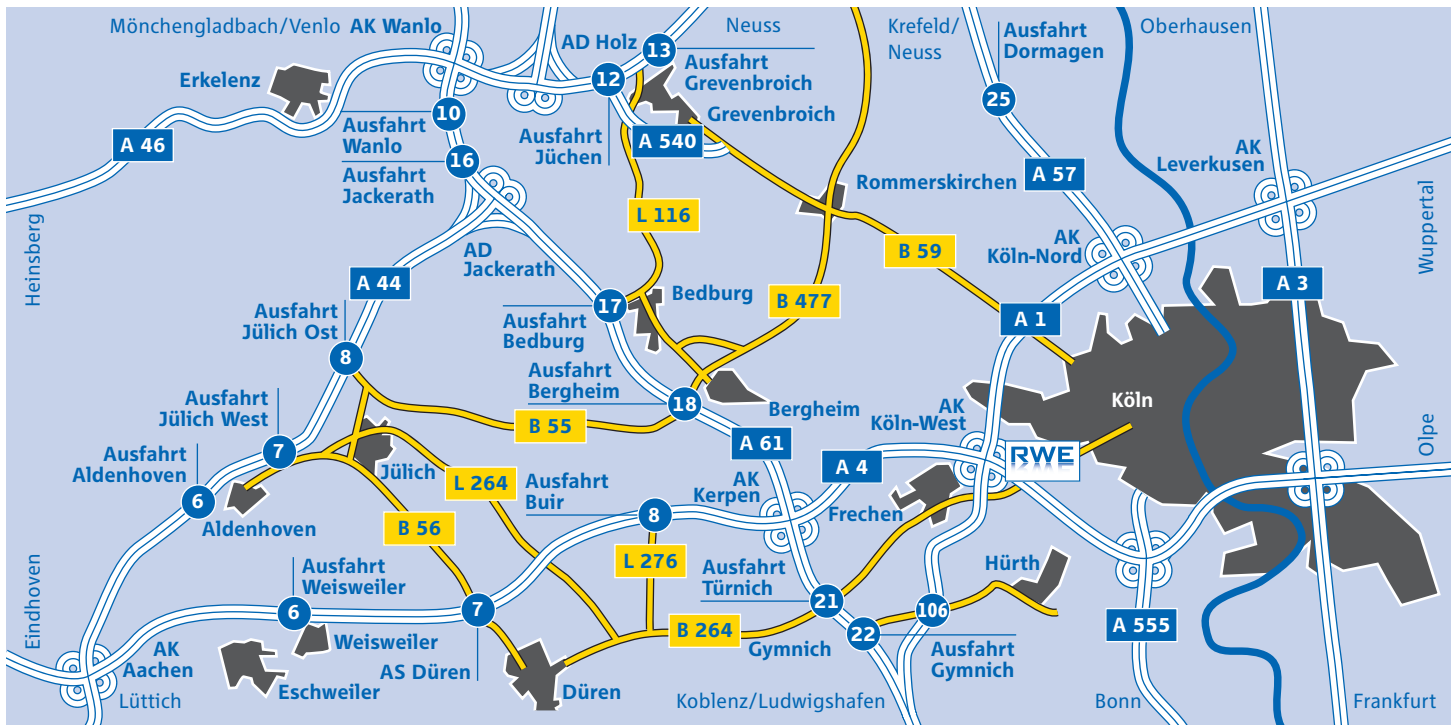 Mönchengladbach/Venlo AK Wanlo
Neuss
Krefeld/
Neuss
Ausfahrt
Dormagen
Oberhausen
AD Holz
13
Ausfahrt
Grevenbroich
Erkelenz
12
Grevenbroich
25
10
Ausfahrt
Wanlo
Ausfahrt
Jüchen
A 540
A 46
16
Ausfahrt
Jackerath
AK
Leverkusen
Rommerskirchen
A 57
Heinsberg
L 116
Wuppertal
AD
Jackerath
B 59
AK
Köln-Nord
A 44
A 3
Bedburg
B 477
17
Ausfahrt
Bedburg
A 1
Ausfahrt
Jülich Ost
8
Ausfahrt
Bergheim
18
Bergheim
Köln
Ausfahrt
Jülich West
7
B 55
A 61
AK
Köln-West
RWE
Olpe
Ausfahrt
Aldenhoven
6
Jülich
L 264
Ausfahrt
Buir
8
AK
Kerpen
A 4
Frechen
Aldenhoven
B 56
L 276
Ausfahrt
Weisweiler
6
7
Ausfahrt
Türnich
21
Hürth
106
Eindhoven
Weisweiler
B 264
Gymnich
22
Ausfahrt
Gymnich
A 555
AK
Aachen
AS Düren
Eschweiler
Düren
Lüttich
Koblenz/Ludwigshafen
Bonn
Frankfurt